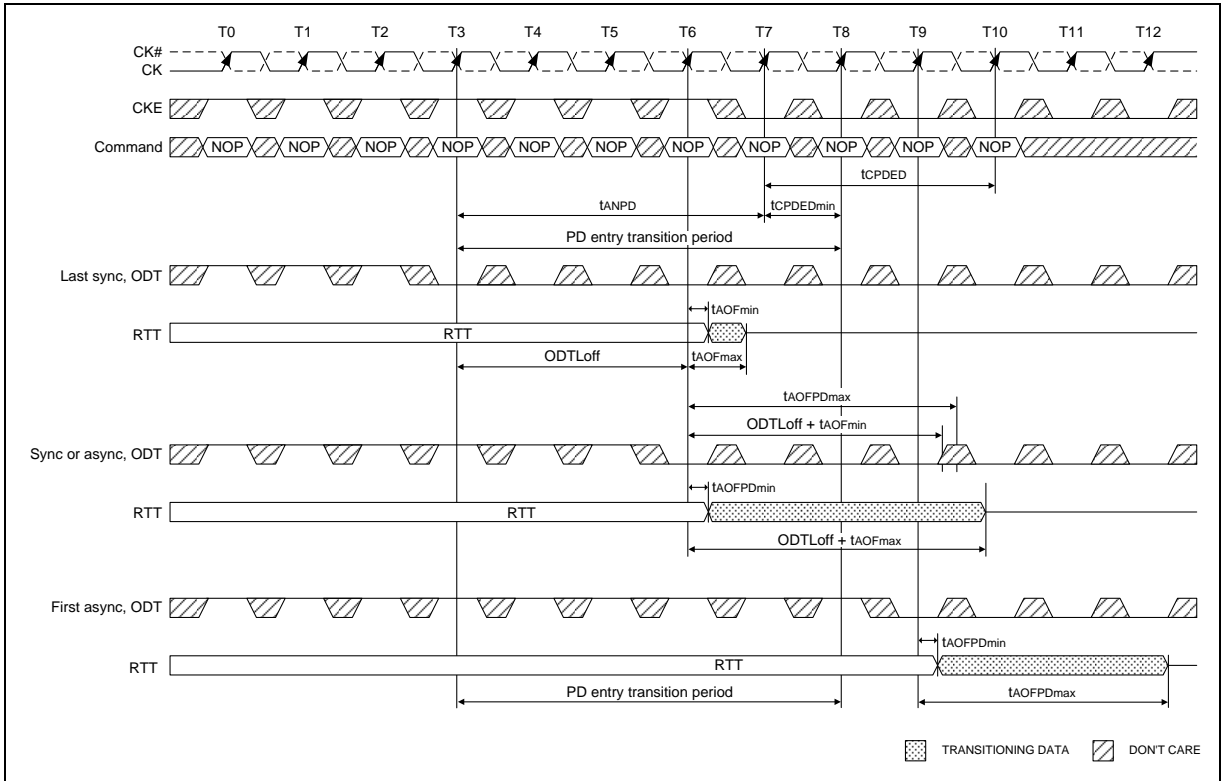 T0 T1 T2 T3 T4 T5 T6 T7 T8 T9 T10 T11 T12
CK#
CK
CKE
Command NOP NOP NOP NOP NOP NOP NOP NOP NOP NOP NOP
tCPDED
tANPD tCPDEDmin
PD entry transition period
Last sync, ODT
tAOFmin
RTT RTT
ODTLoff tAOFmax
tAOFPDmax
ODTLoff + tAOFmin
Sync or async, ODT
tAOFPDmin
RTT RTT
ODTLoff + tAOFmax
First async, ODT
tAOFPDmin
RTT RTT
PD entry transition period tAOFPDmax
TRANSITIONING DATA DON'T CARE